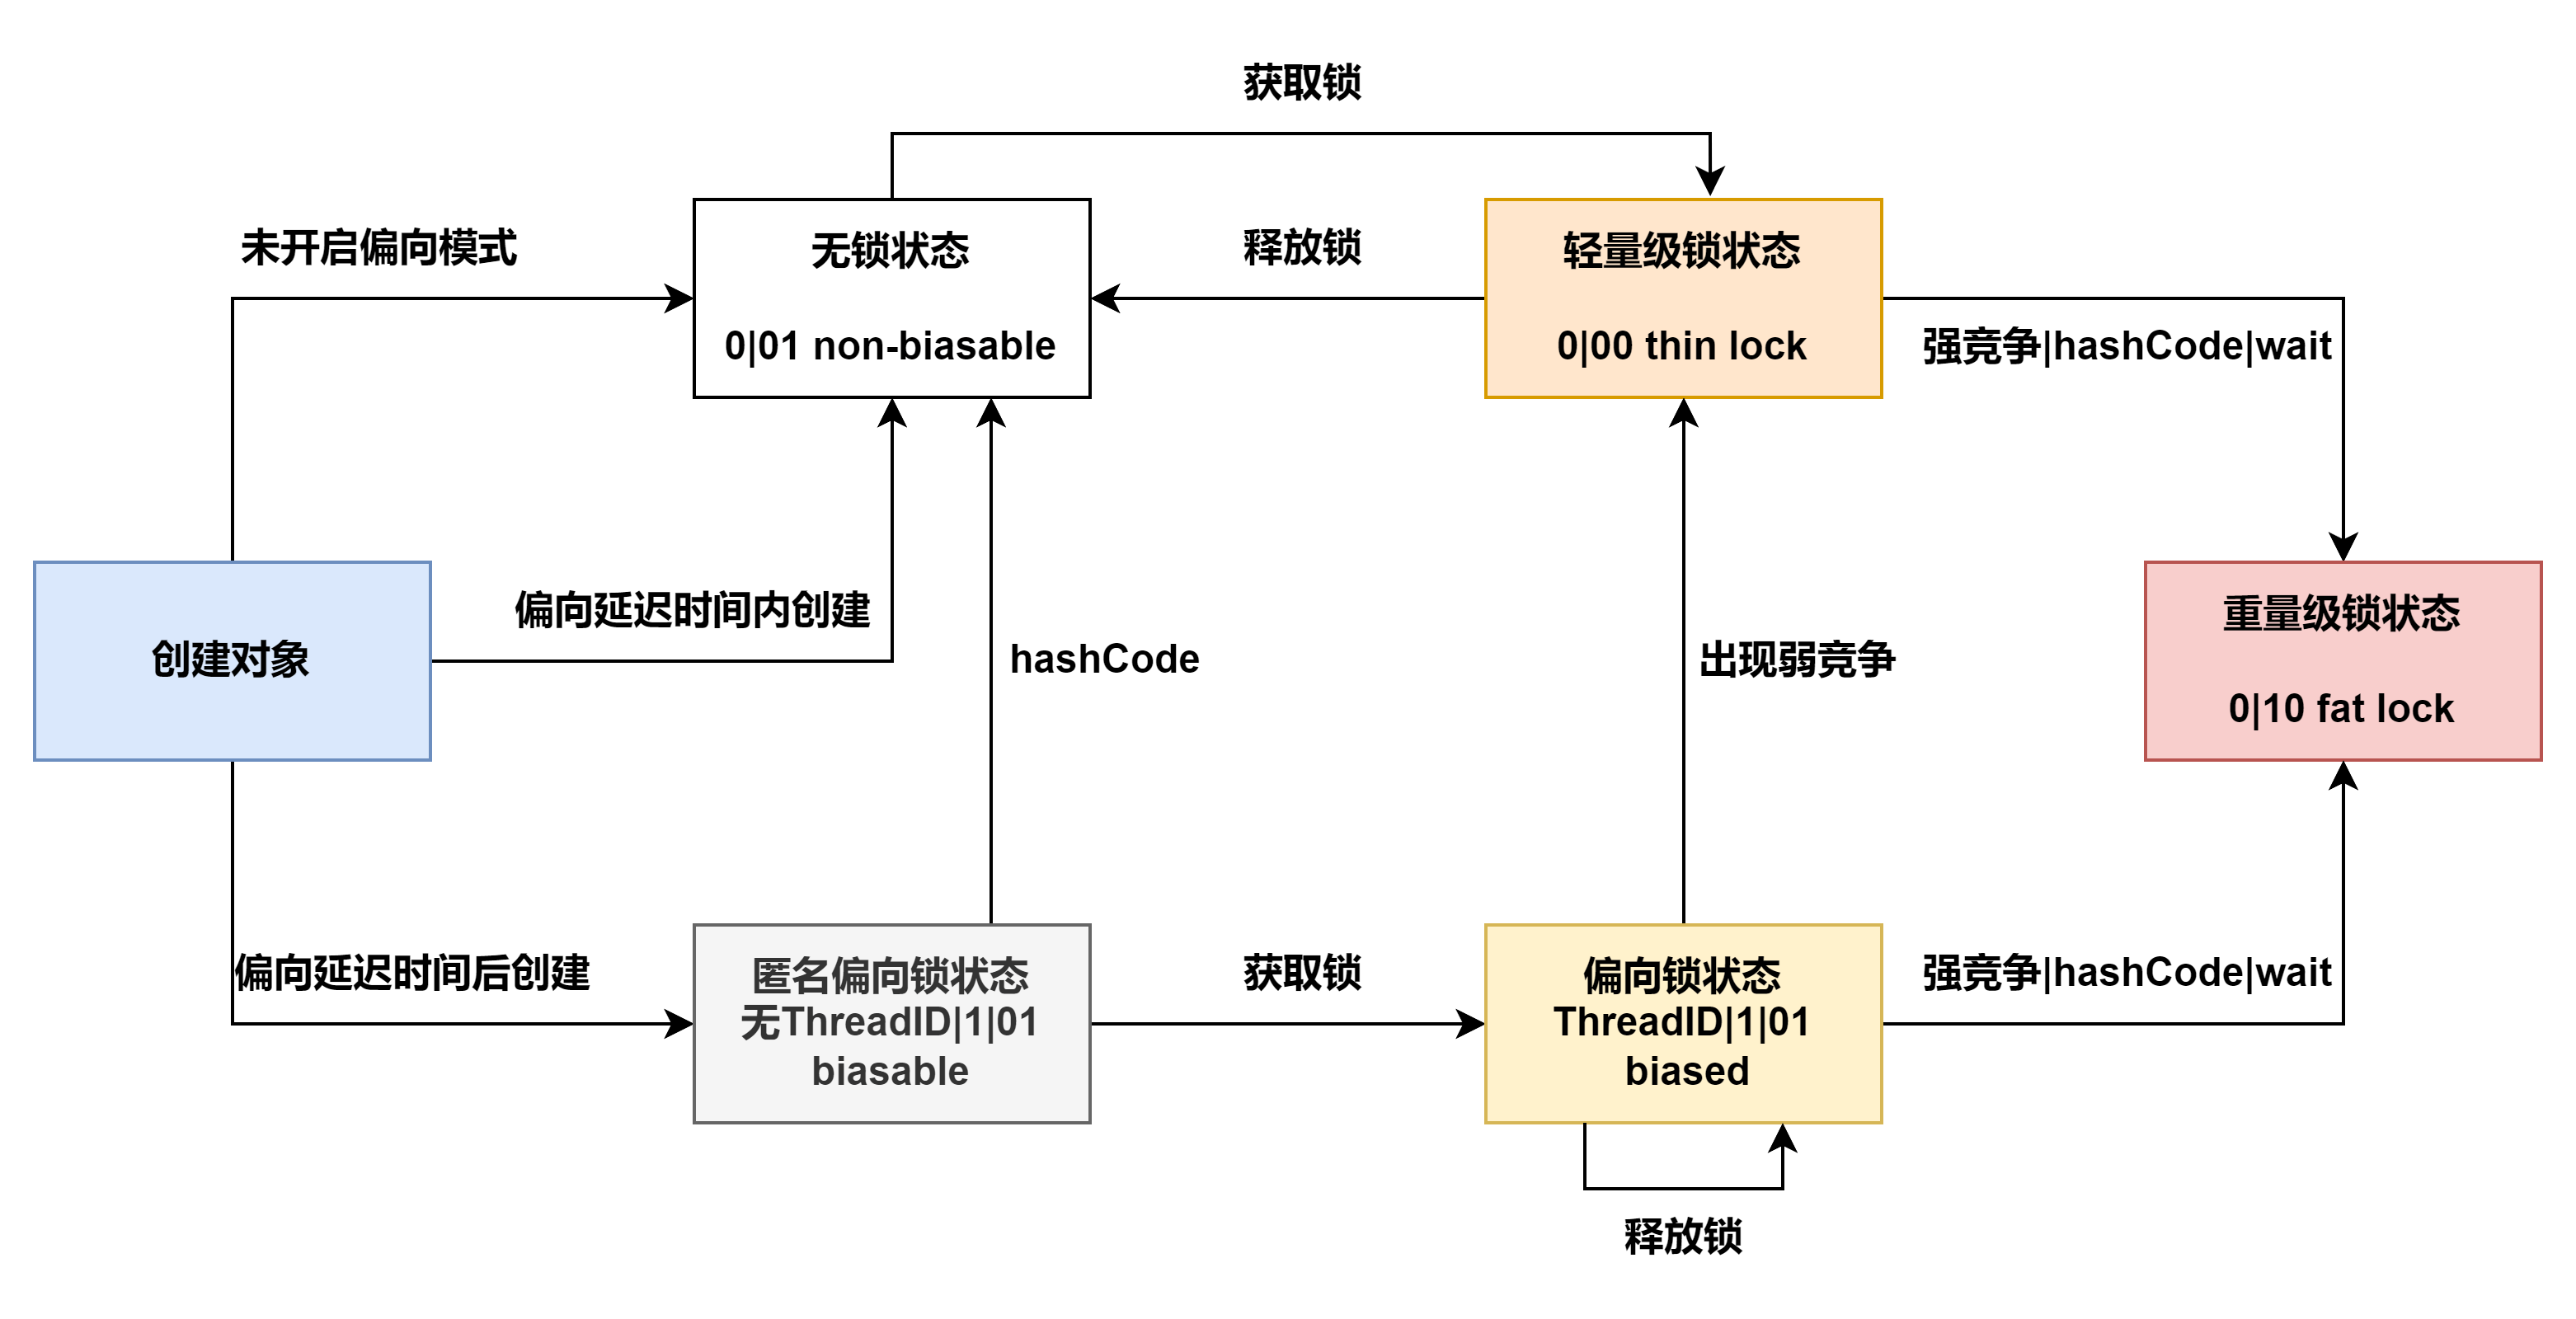 获取锁
未开启偏向模式
无锁状态
0|01 non-biasable
释放锁
轻量级锁状态
0|00 thin lock
强竞争|hashCode|wait
创建对象
偏向延迟时间内创建
hashCode
出现弱竞争
重量级锁状态
0|10 fat lock
偏向延迟时间后创建
匿名偏向锁状态
无ThreadID|1|01
biasable
获取锁
偏向锁状态
ThreadID|1|01
biased
强竞争|hashCode|wait
释放锁